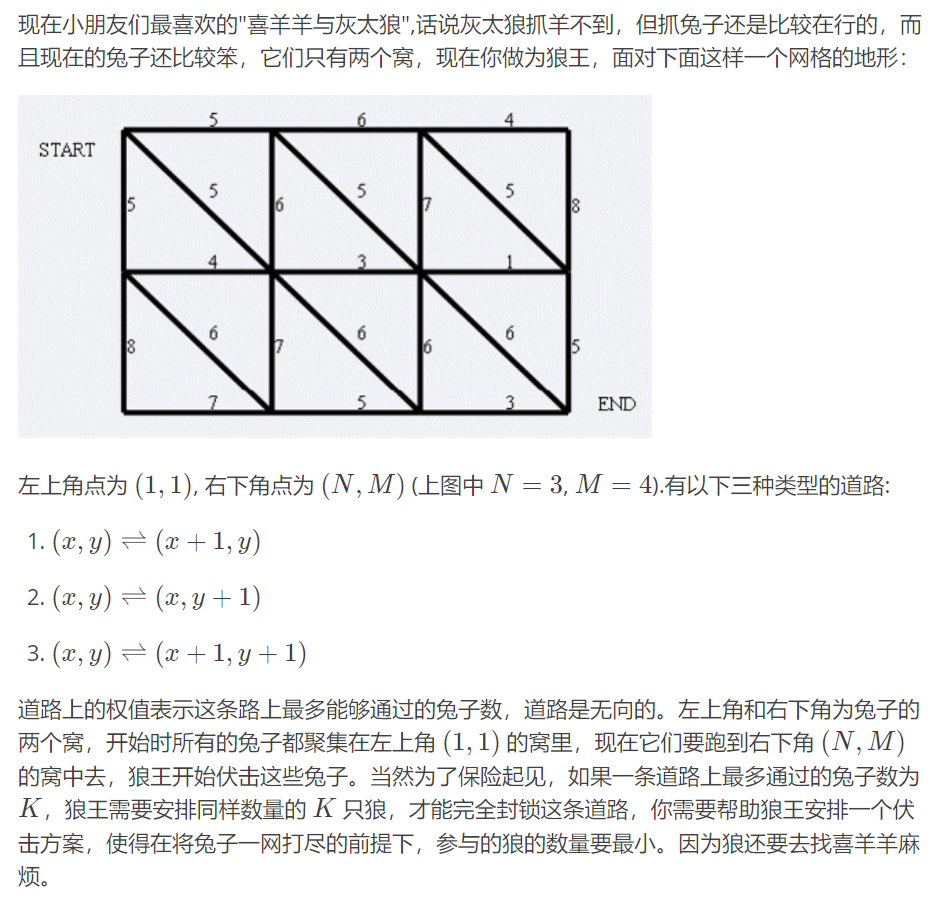 现在小朋友们最喜欢的"喜羊羊与灰太狼",话说灰太狼抓羊不到，但抓兔子还是比较在行的，而
且现在的兔子还比较笨，它们只有两个窝，现在你做为狼王，面对下面这样一个网格的地形：
5 6 4
START
5 5 6 5 7 5 8
4 3 1
8 6 7 6 6 6 5
7 5 3 END
左上角点为 (1, 1), 右下角点为 (N, M) (上图中 N = 3, M = 4).有以下三种类型的道路:
1. (x, y) ⇌ (x + 1, y)
2. (x, y) ⇌ (x, y + 1)
3. (x, y) ⇌ (x + 1, y + 1)
道路上的权值表示这条路上最多能够通过的兔子数，道路是无向的。左上角和右下角为兔子的
两个窝，开始时所有的兔子都聚集在左上角 (1, 1) 的窝里，现在它们要跑到右下角 (N, M)
的窝中去，狼王开始伏击这些兔子。当然为了保险起见，如果一条道路上最多通过的兔子数为
K，狼王需要安排同样数量的 K 只狼，才能完全封锁这条道路，你需要帮助狼王安排一个伏
击方案，使得在将兔子一网打尽的前提下，参与的狼的数量要最小。因为狼还要去找喜羊羊麻
烦。